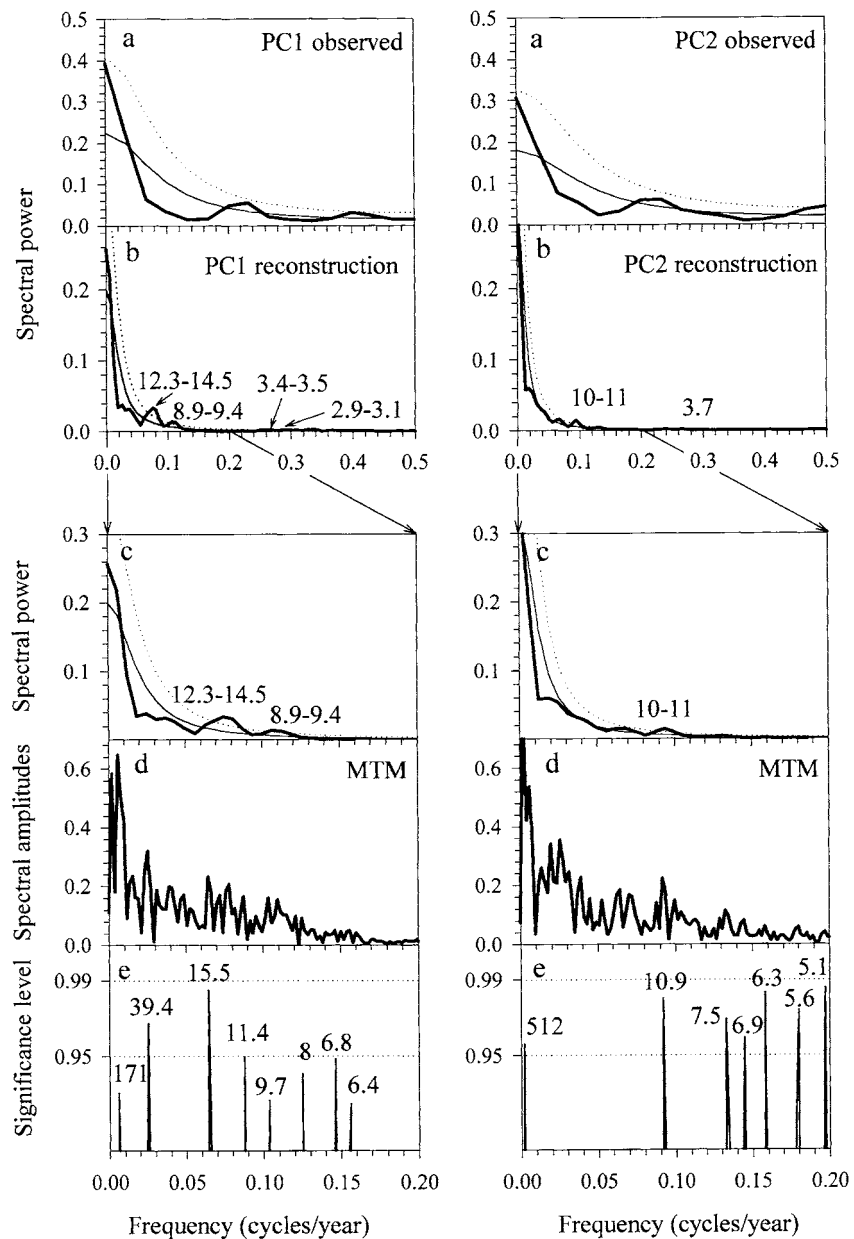 a
PC1 observed
0.5
0.4
0.3
0.2
0.1
0.0
a
PC2 observed
0.5
0.4
0.3
0.2
0.1
0.0
Spectral power
b
PC1 reconstruction
0.2
0.1
0.0
12.3-14.5
8.9-9.4
3.4-3.5
2.9-3.1
0.0 0.1 0.2 0.3 0.4 0.5
b
PC2 reconstruction
0.2
0.1
0.0
10-11
3.7
0.0 0.1 0.2 0.3 0.4 0.5
Spectral power
c
0.3
0.2
0.1
12.3-14.5
8.9-9.4
c
0.3
0.2
0.1
0.0
10-11
Spectral amplitudes
d
MTM
0.6
0.4
0.2
0.0
d
MTM
0.6
0.4
0.2
0.0
Significance level
e
0.99
0.95
171
39.4
15.5
11.4
9.7
8
6.8
6.4
0.00 0.05 0.10 0.15 0.20
Frequency (cycles/year)
e
0.99
0.95
512
10.9
7.5
6.9
6.3
5.6
5.1
0.00 0.05 0.10 0.15 0.20
Frequency (cycles/year)